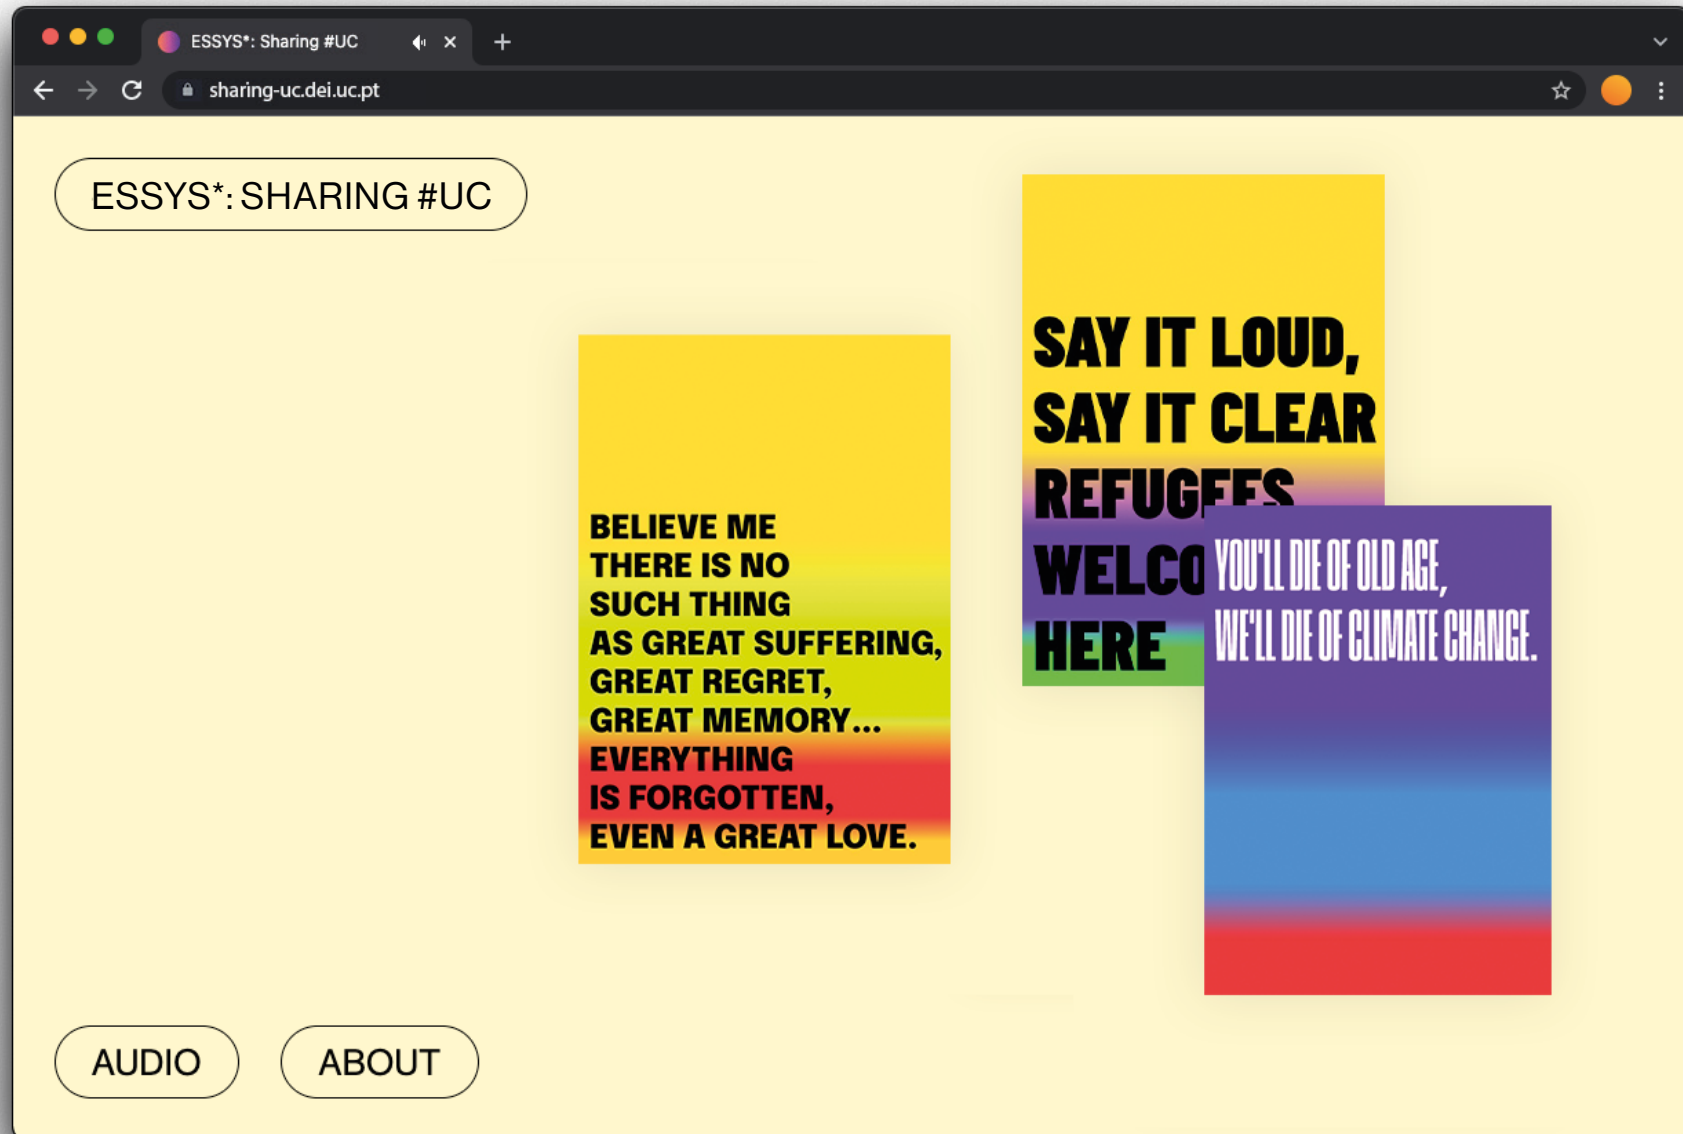 ESSYS*: Sharing #UC
sharing-uc.dei.uc.pt
ESSYS*: SHARING #UC
BELIEVE ME
THERE IS NO
SUCH THING
AS GREAT SUFFERING,
GREAT REGRET,
GREAT MEMORY...
EVERYTHING
IS FORGOTTEN,
EVEN A GREAT LOVE.
SAY IT LOUD,
SAY IT CLEAR
REFUGEES
WELCO
HERE
YOU'LL DIE OF OLD AGE,
WE'LL DIE OF CLIMATE CHANGE.
AUDIO
ABOUT